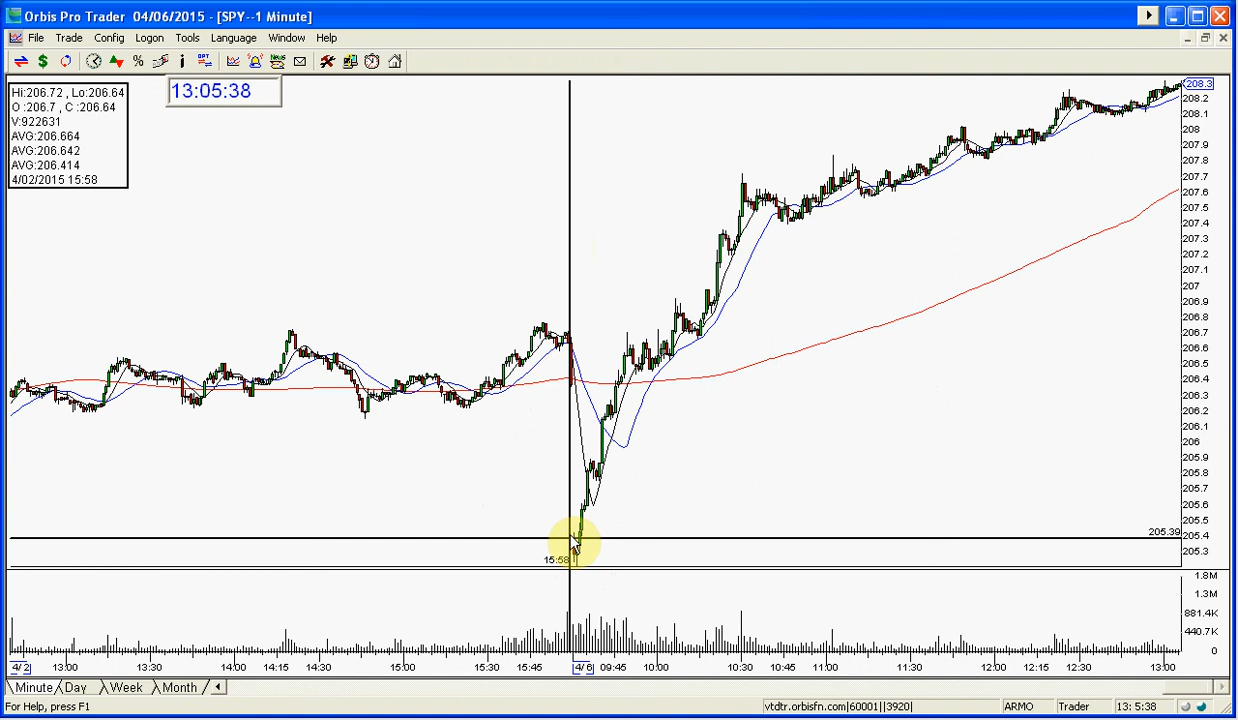 Orbis Pro Trader 04/06/2015 - [SPY--1 Minute]
File Trade Config Logon Tools Language Window Help
Hi:206.72 , Lo:206.64
O :206.7 , C :206.64
V:922631
AVG:206.664
AVG:206.642
AVG:206.414
4/02/2015 15:58
13:05:38
208.3
208.2
208.1
208
207.9
207.8
207.7
207.6
207.5
207.4
207.3
207.2
207.1
207
206.9
206.8
206.7
206.6
206.5
206.4
206.3
206.2
206.1
206
205.9
205.8
205.7
205.6
205.5
205.39
205.4
205.3
15:58
1.8M
1.3M
881.4K
440.7K
0
4/2 13:00 13:30 14:00 14:15 14:30 15:00 15:30 15:45 4/6 09:45 10:00 10:30 10:45 11:00 11:30 12:00 12:15 12:30 13:00
Minute Day Week Month
For Help, press F1
vtdtr.orbisfn.com|60001||3920|
ARMO
Trader
13: 5:38